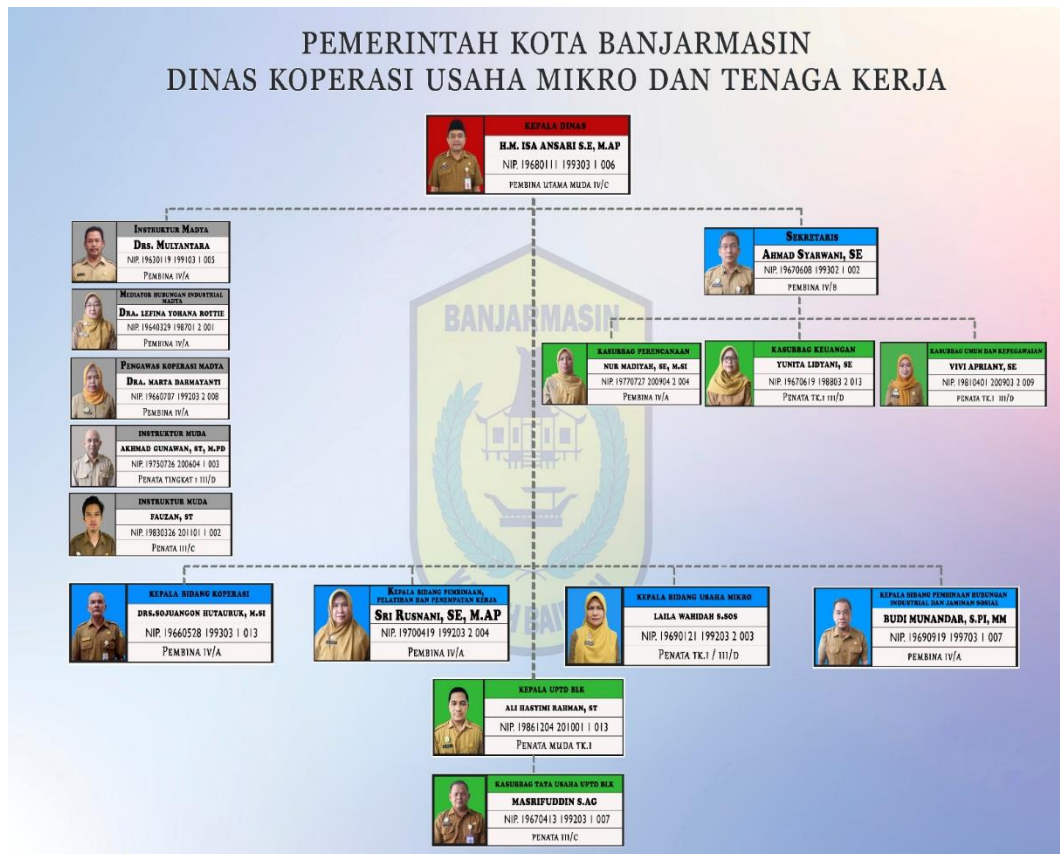 PEMERINTAH KOTA BANJARMASIN
DINAS KOPERASI USAHA MIKRO DAN TENAGA KERJA
KEPALA DINAS
H.M. ISA ANSARI S.E, M.AP
NIP. 19680111 199303 1 006
PEMBINA UTAMA MUDA IV/C
INSTRUKTUR MADYA
DRS. MULYANTARA
NIP. 19630119 199103 1 005
PEMBINA IV/A
MEDIATOR HUBUNGAN INDUSTRIAL
MADYA
DRA. LEFINA YOHANA ROTTIE
NIP. 19640329 198701 2 001
PEMBINA IV/A
PENGAWAS KOPERASI MADYA
DRA. MARTA DARMAYANTI
NIP. 19660707 199203 2 008
PEMBINA IV/A
INSTRUKTUR MUDA
AKHMAD GUNAWAN, ST, M.PD
NIP. 19750726 200604 1 003
PENATA TINGKAT 1 III/D
INSTRUKTUR MUDA
FAUZAN, ST
NIP. 19830326 201101 1 002
PENATA III/C
SEKRETARIS
AHMAD SYARWANI, SE
NIP. 19670608 199302 1 002
PEMBINA IV/B
BANJARMASIN
KASUBBAG PERENCANAAN
NUR MADIYAH, SE, M.SI
NIP. 19770727 200904 2 004
PEMBINA IV/A
KASUBBAG KEUANGAN
YUNITA LIDYANI, SE
NIP. 19670619 198803 2 013
PENATA TK.1 III/D
KASUBBAG UMUM DAN KEPEGAWAIAN
VIVI APRIANY, SE
NIP. 19810401 200903 2 009
PENATA TK.1 III/D
KEPALA BIDANG KOPERASI
DRS.SOJUANGON HUTAURUK, M.SI
NIP. 19660528 199303 1 013
PEMBINA IV/A
KEPALA BIDANG PEMBINAAN,
PELATIHAN DAN PENEMPATAN KERJA
SRI RUSNANI, SE, M.AP
NIP. 19700419 199203 2 004
PEMBINA IV/A
KEPALA BIDANG USAHA MIKRO
LAILA WAHIDAH S.SOS
NIP. 19690121 199203 2 003
PENATA TK.1 / III/D
KEPALA BIDANG PEMBINAAN HUBUNGAN
INDUSTRIAL DAN JAMINAN SOSIAL
BUDI MUNANDAR, S.PI, MM
NIP. 19690919 199703 1 007
PEMBINA IV/A
KEPALA UPTD BLK
ALI HASYIMI RAHMAN, ST
NIP. 19861204 201001 1 013
PENATA MUDA TK.1
KASUBBAG TATA USAHA UPTD BLK
MASRIFUDDIN S.AG
NIP. 19670413 199203 1 007
PENATA III/C